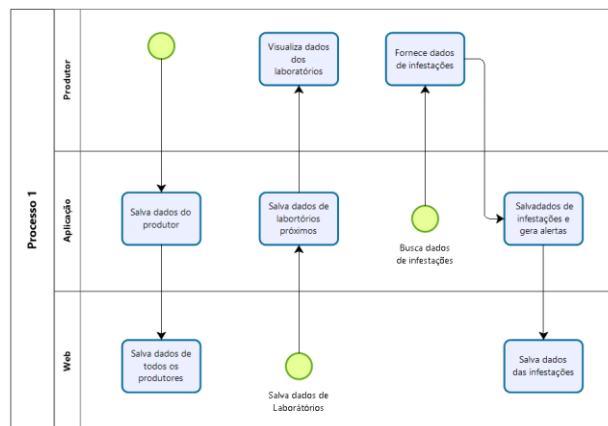 Processo 1
Produtor
Visualiza dados
dos
laboratórios
Fornece dados
de infestações
Aplicação
Salva dados do
produtor
Salva dados de
labortórios
próximos
Busca dados
de infestações
Salvadados de
infestações e
gera alertas
Web
Salva dados de
todos os
produtores
Salva dados de
Laborátórios
Salva dados
das infestações